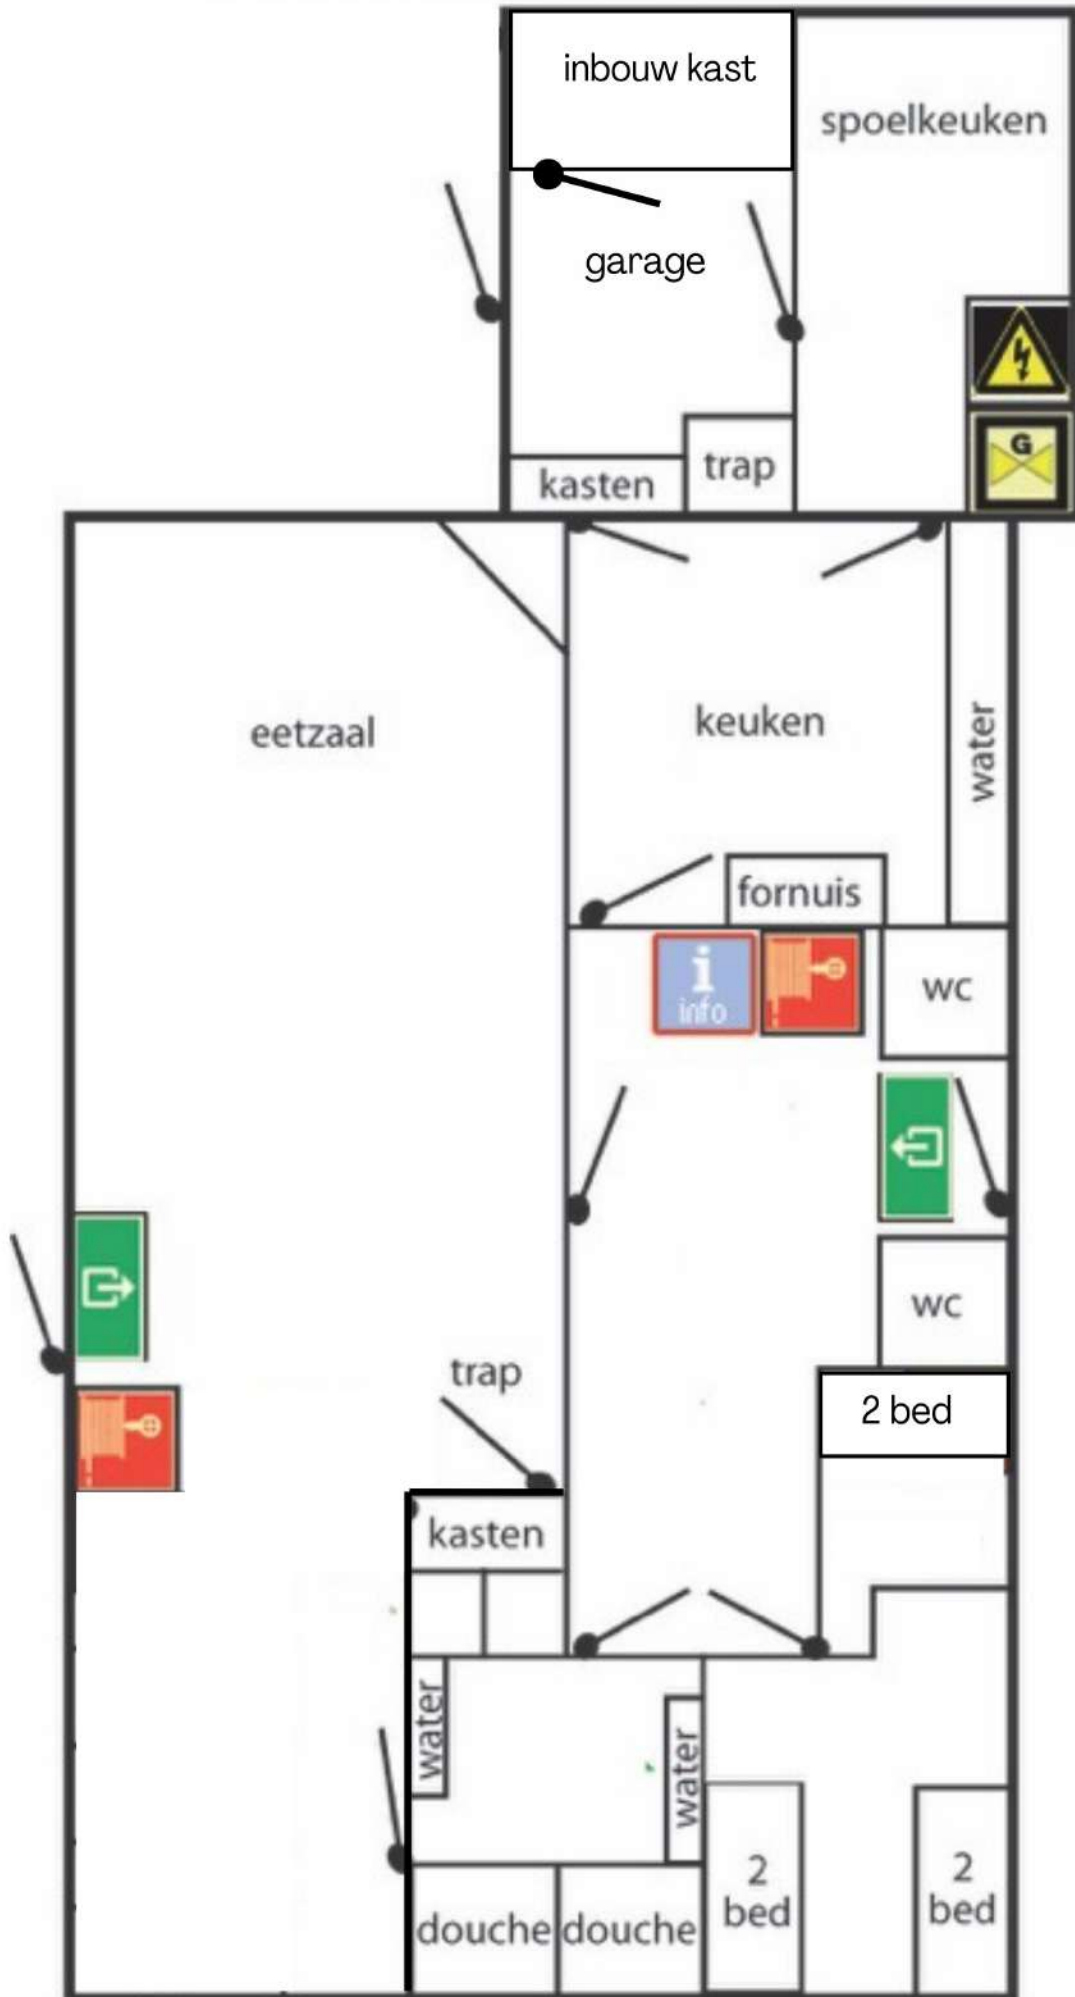 inbouw kast
spoelkeuken
garage
trap
kasten
G
eetzaal
keuken
water
fornuis
i
info
wc
wc
trap
2 bed
kasten
water
water
2
bed
2
bed
douche
douche